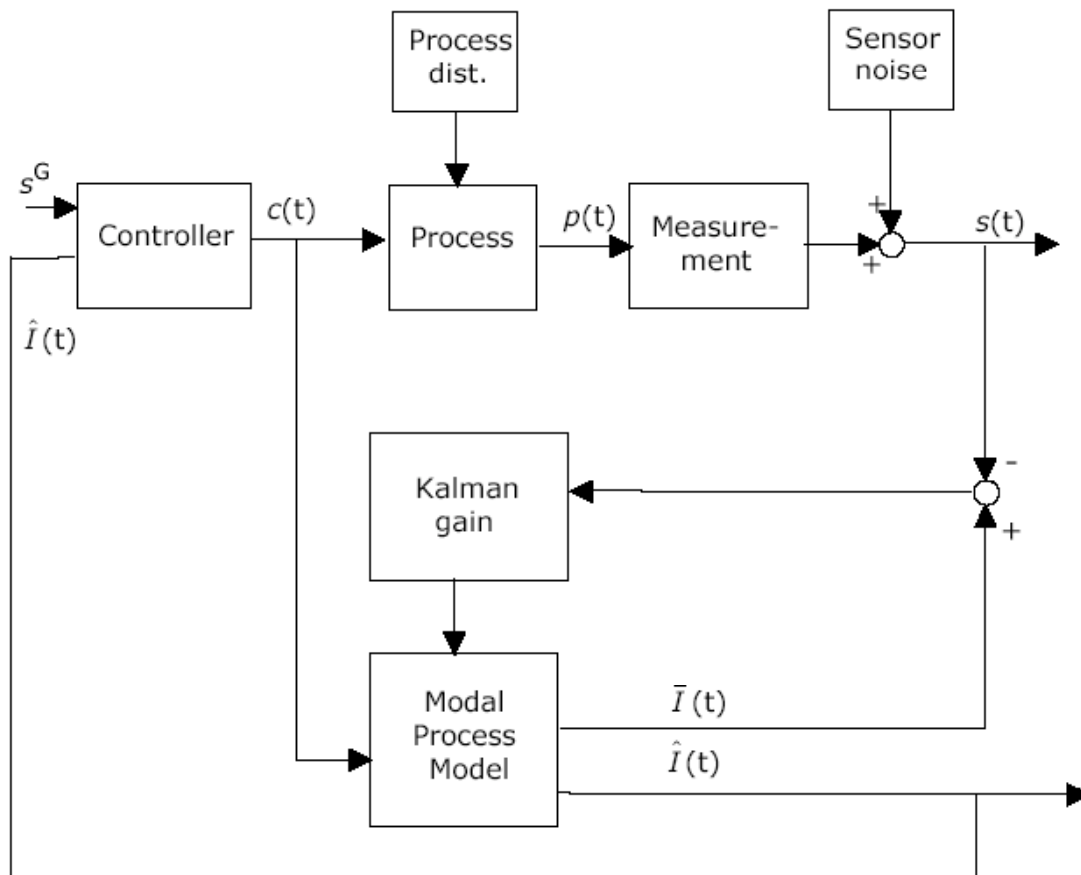 Process
dist.
Sensor
noise
s^G
Controller
c(t)
Process
p(t)
Measure-
ment
+
+
s(t)
Î(t)
Kalman
gain
-
+
Modal
Process
Model
Ī(t)
Î(t)